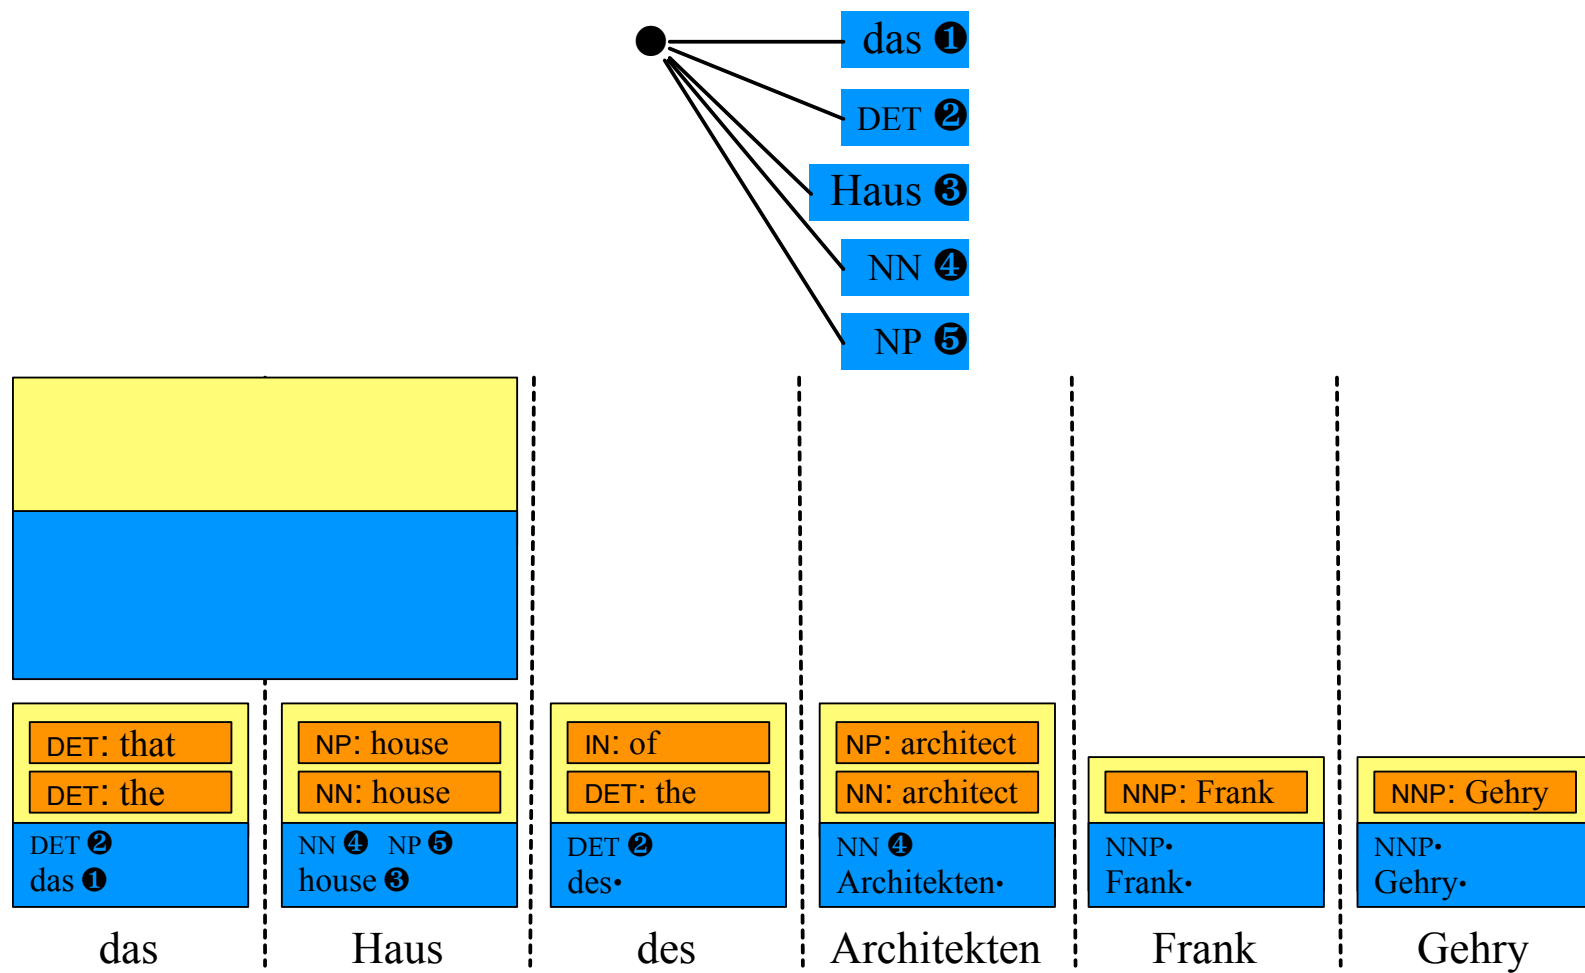 das ❶
DET ❷
Haus ❸
NN ❹
NP ❺
DET: that
DET: the
DET ❷
das ❶
NP: house
NN: house
NN ❹ NP ❺
house ❸
IN: of
DET: the
DET ❷
des•
NP: architect
NN: architect
NN ❹
Architekten•
NNP: Frank
NNP•
Frank•
NNP: Gehry
NNP•
Gehry•
das Haus des Architekten Frank Gehry